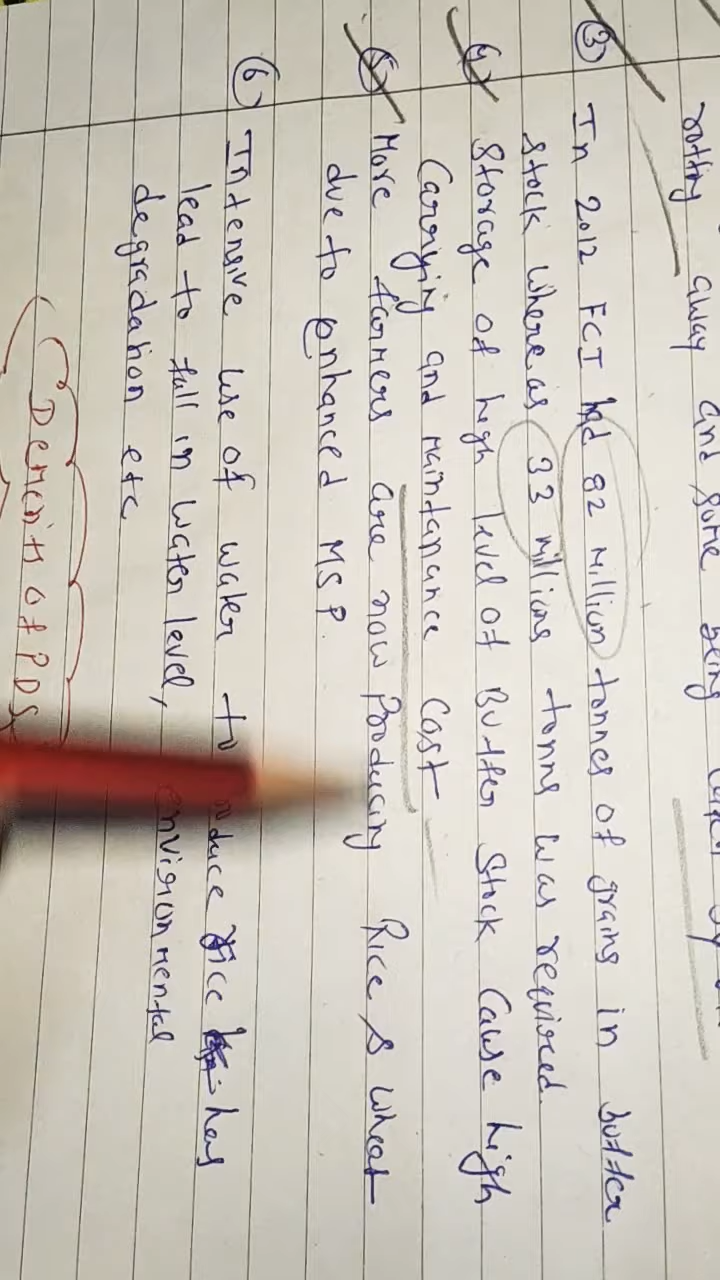 rotting away and some being
③ In 2012 FCI had 82 million tonnes of grains in buffer
stock where as 33 millions tonns was required.
④ Storage of high level of Buffer stock cause high
Carrying and maintanance cost
⑤ More farmers are now Producing Rice & wheat
due to enhanced MSP.
⑥ Intensive use of water to duce rice has
lead to fall in water level, environmental
degradation etc
Demerits of PDS